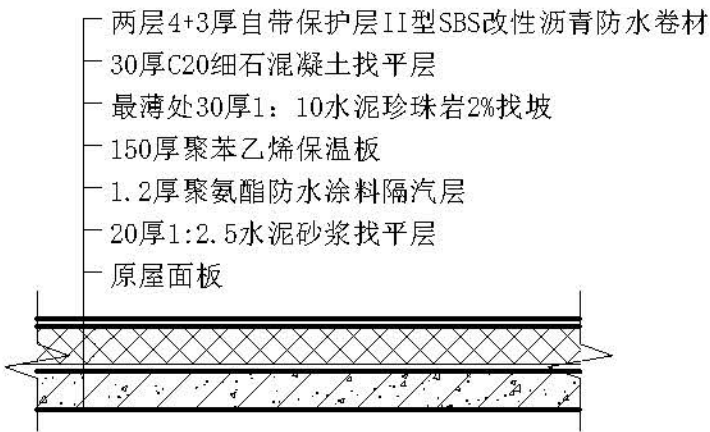 两层4+3厚自带保护层II型SBS改性沥青防水卷材
30厚C20细石混凝土找平层
最薄处30厚1：10水泥珍珠岩2%找坡
150厚聚苯乙烯保温板
1.2厚聚氨酯防水涂料隔汽层
20厚1:2.5水泥砂浆找平层
原屋面板